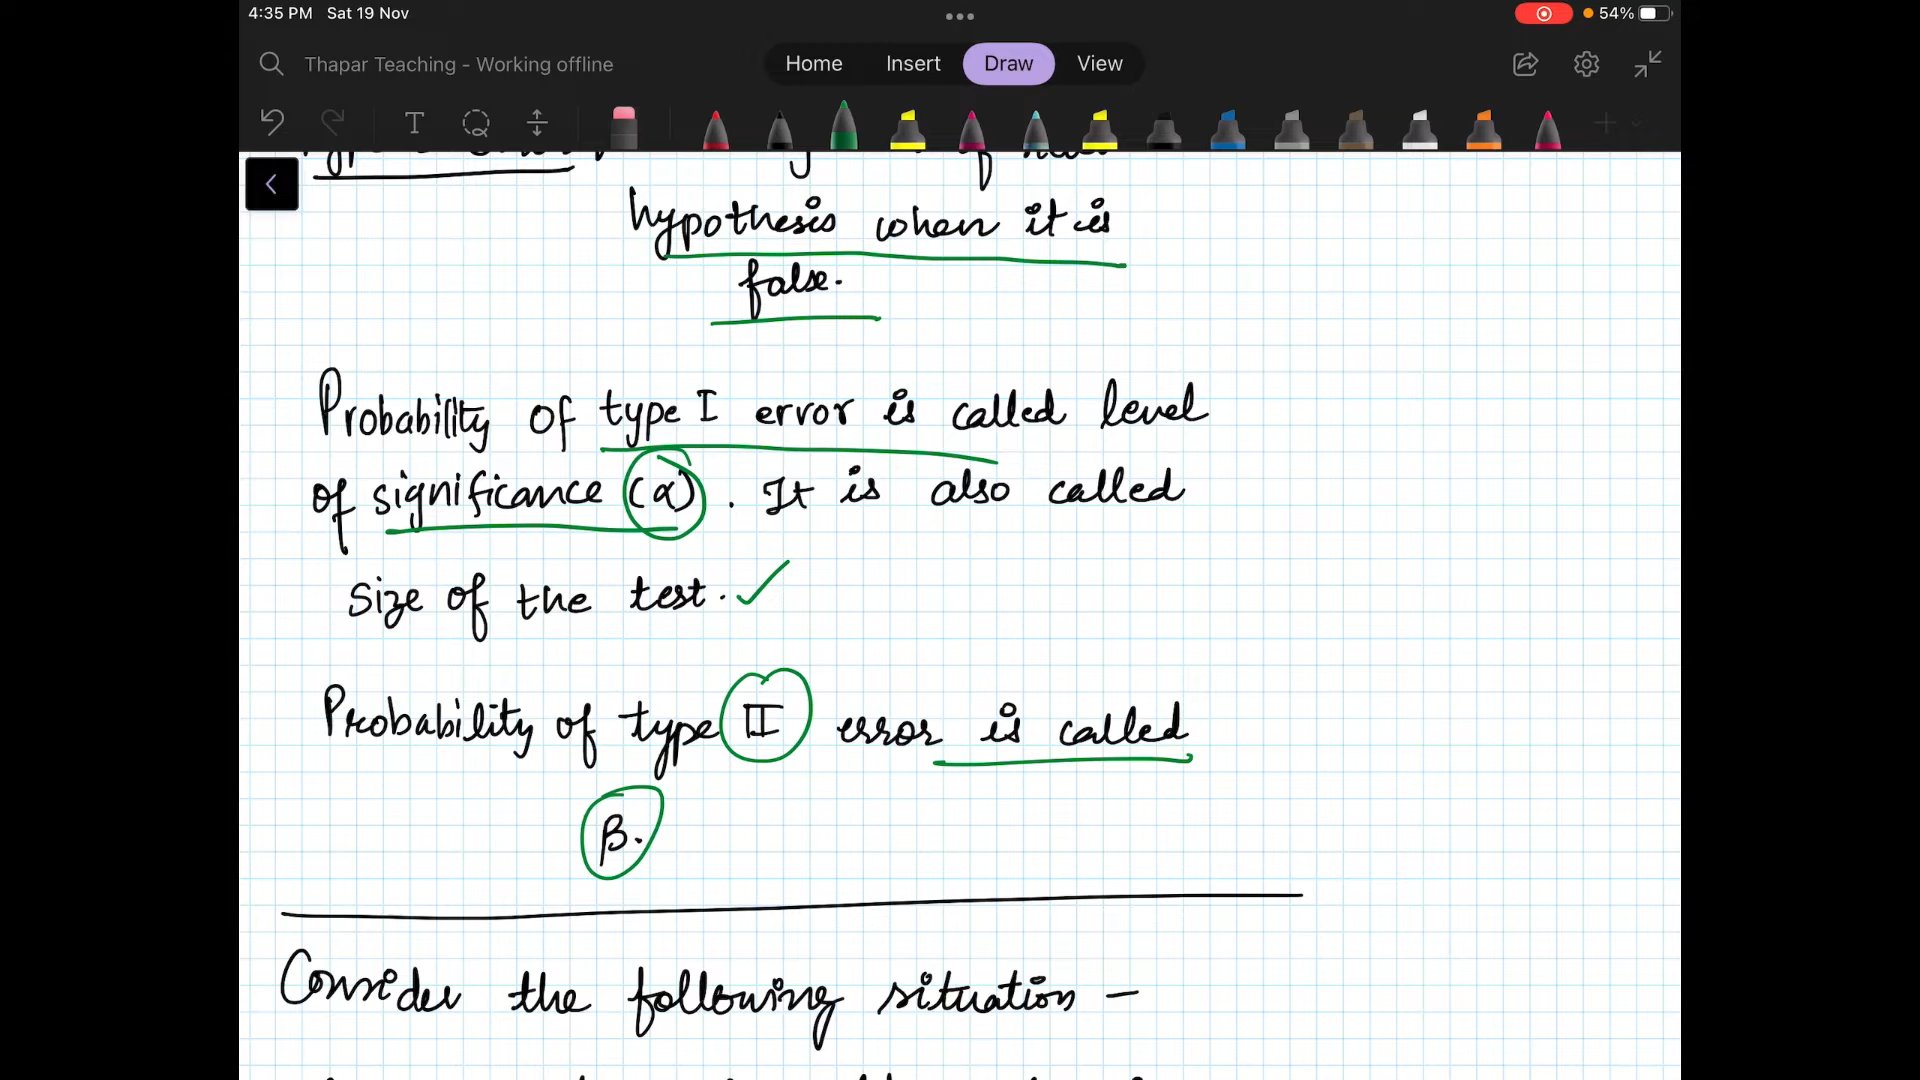 4:35 PM Sat 19 Nov
54%
Thapar Teaching - Working offline
Home Insert Draw View
hypothesis when it is
false.
Probability of type I error is called level
of significance (α). It is also called
size of the test.
Probability of type II error is called
β.
Consider the following situation -